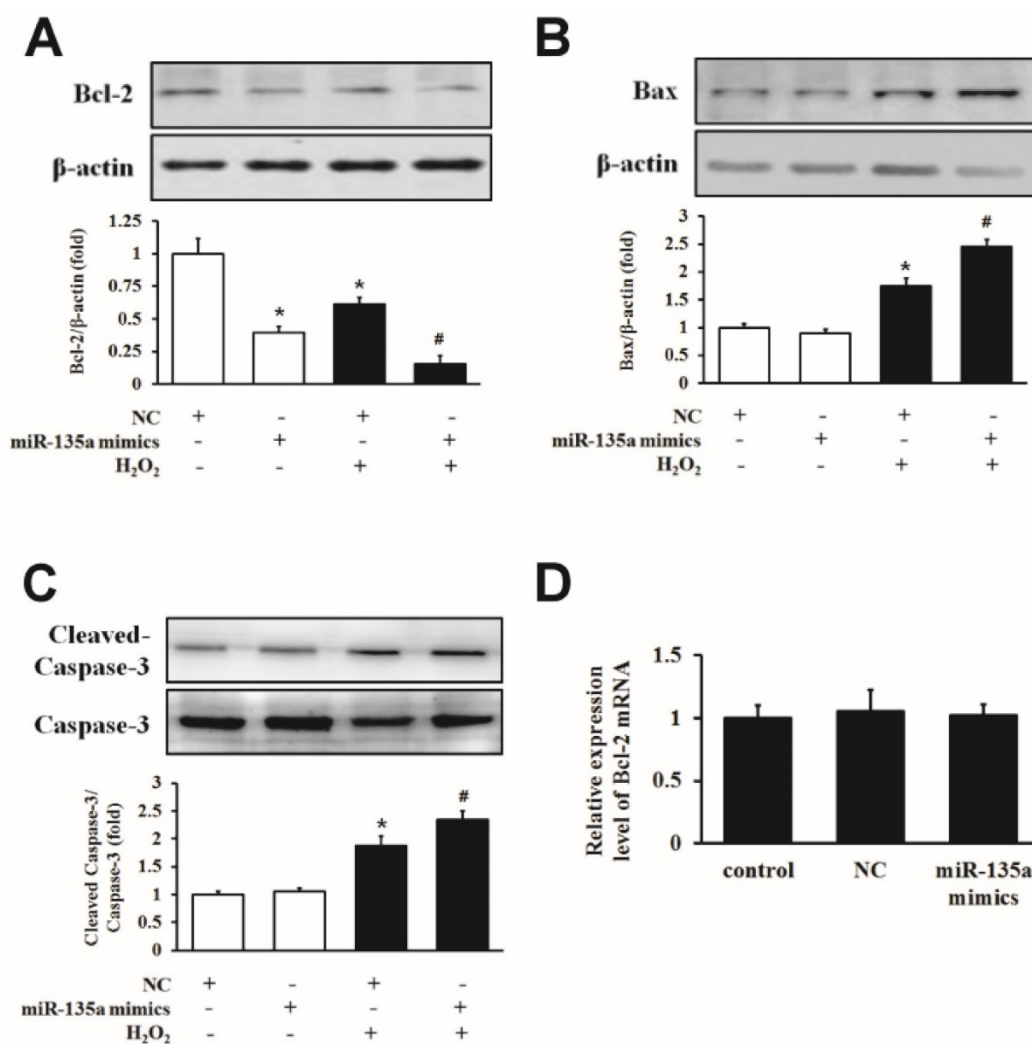 A
Bcl-2
β-actin
Bcl-2/β-actin (fold)
1.25
1
0.75
0.5
0.25
0
*
*
#
NC + - + -
miR-135a mimics - + - +
H₂O₂ - - + +
B
Bax
β-actin
Bax/β-actin (fold)
3
2.5
2
1.5
1
0.5
0
*
#
NC + - + -
miR-135a mimics - + - +
H₂O₂ - - + +
C
Cleaved-
Caspase-3
Caspase-3
Cleaved Caspase-3/
Caspase-3 (fold)
3
2.5
2
1.5
1
0.5
0
*
#
NC + - + -
miR-135a mimics - + - +
H₂O₂ - - + +
D
Relative expression
level of Bcl-2 mRNA
1.5
1
0.5
0
control NC miR-135a
mimics